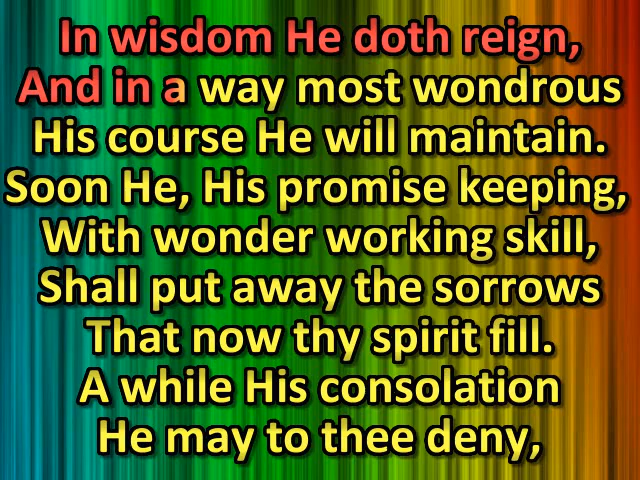 In wisdom He doth reign,
And in a way most wondrous
His course He will maintain.
Soon He, His promise keeping,
With wonder working skill,
Shall put away the sorrows
That now thy spirit fill.
A while His consolation
He may to thee deny,